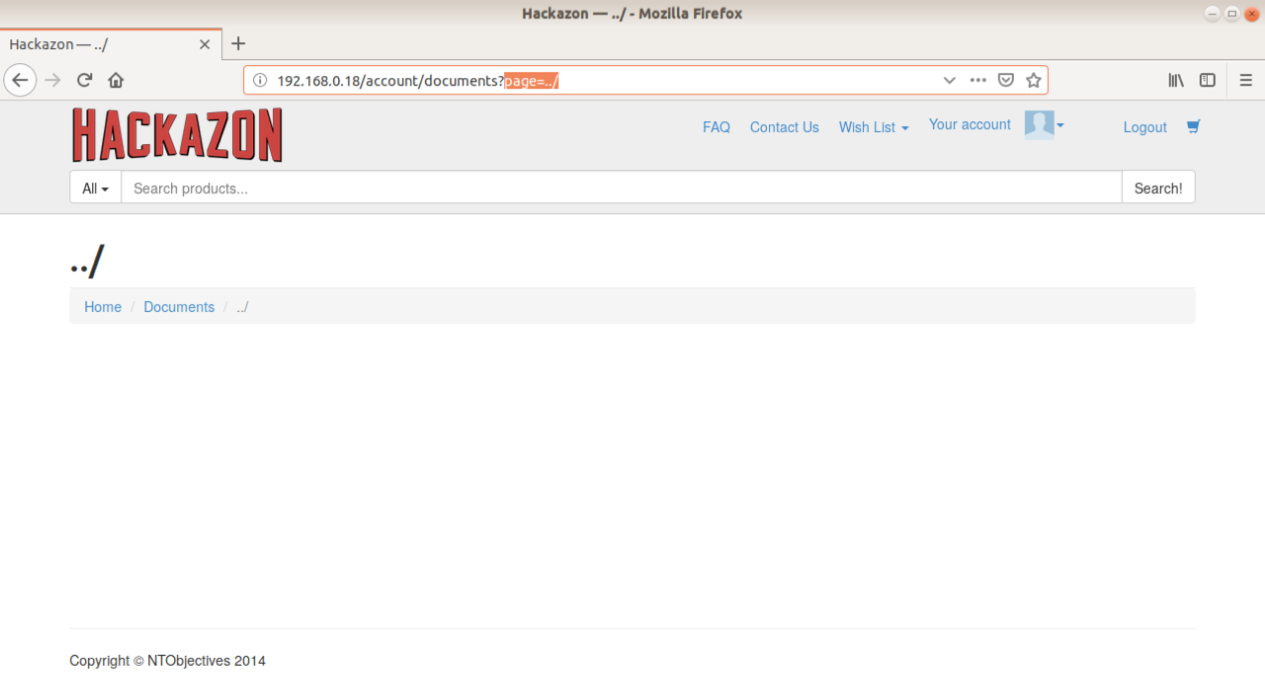 Hackazon — ../ - Mozilla Firefox
Hackazon — ../
192.168.0.18/account/documents?page=../
HACKAZON
FAQ Contact Us Wish List Your account Logout
All Search products... Search!
../
Home / Documents / ../
Copyright © NTObjectives 2014